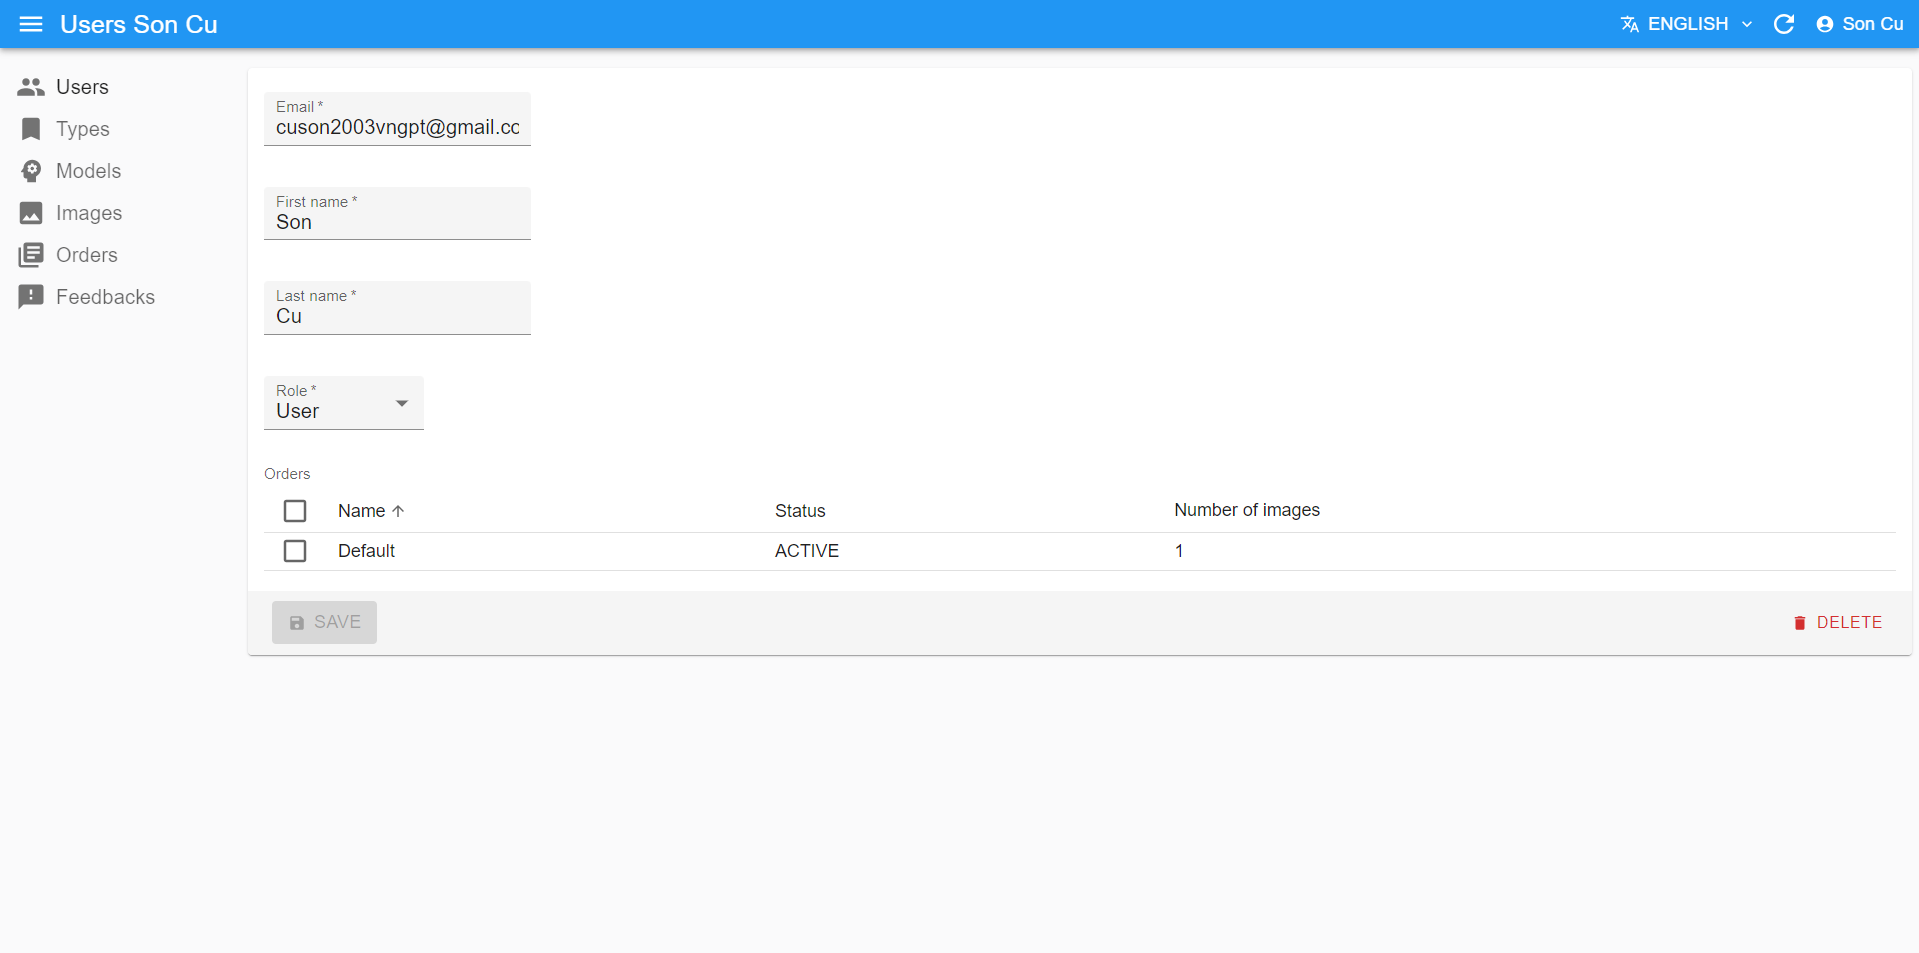 Users Son Cu
ENGLISH
Son Cu
Users
Types
Models
Images
Orders
Feedbacks
Email *
cuson2003vngpt@gmail.co
First name *
Son
Last name *
Cu
Role *
User
Orders
Name Status Number of images
Default ACTIVE 1
SAVE
DELETE